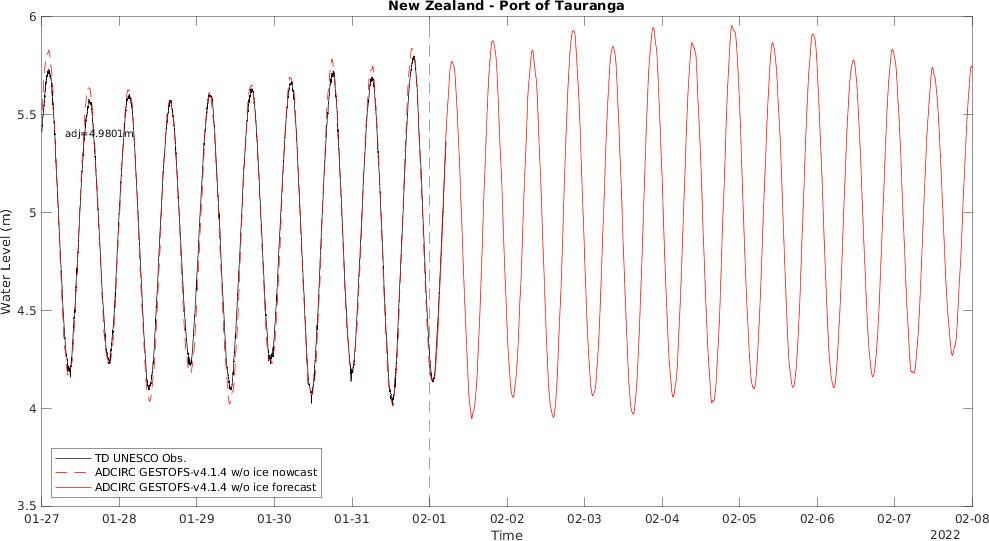 New Zealand - Port of Tauranga
6
5.5
5
4.5
4
3.5
Water Level (m)
adj=4.9801m
TD UNESCO Obs.
ADCIRC GESTOFS-v4.1.4 w/o ice nowcast
ADCIRC GESTOFS-v4.1.4 w/o ice forecast
01-27 01-28 01-29 01-30 01-31 02-01 02-02 02-03 02-04 02-05 02-06 02-07 02-08
Time
2022